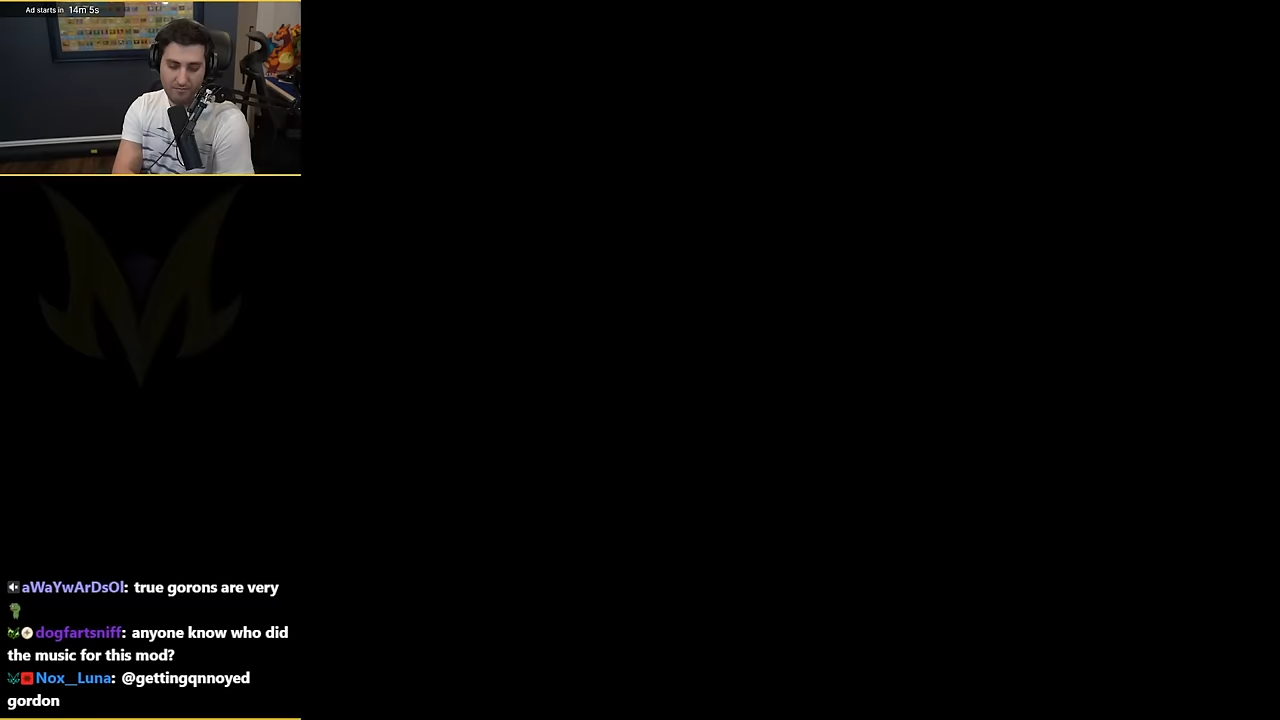 Ad starts in 14m 5s
aWaYwArDsOl: true gorons are very
dogfartsniff: anyone know who did
the music for this mod?
Nox__Luna: @gettingqnnoyed
gordon